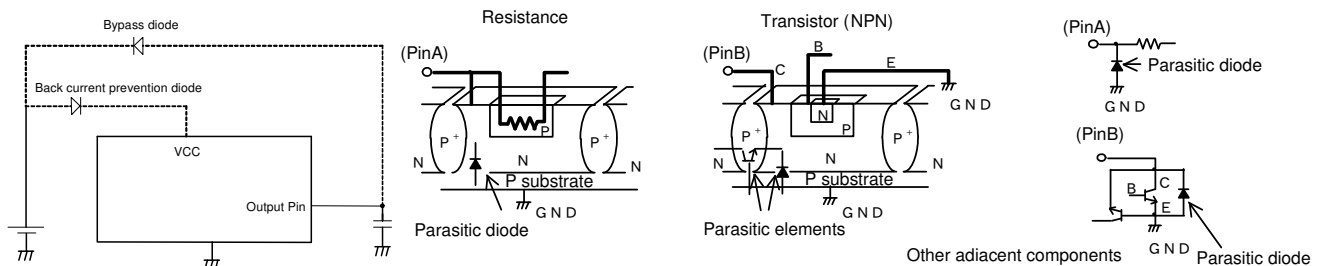 Bypass diode
Back current prevention diode
VCC
Output Pin
Resistance
(PinA)
P
P +
P +
N
N
N
P substrate
GND
Parasitic diode
Transistor (NPN)
(PinB)
B
C
E
GND
N
P
P +
P +
N
N
N
P substrate
GND
Parasitic elements
(PinA)
Parasitic diode
GND
(PinB)
C
B
E
GND
Other adiacent components
Parasitic diode